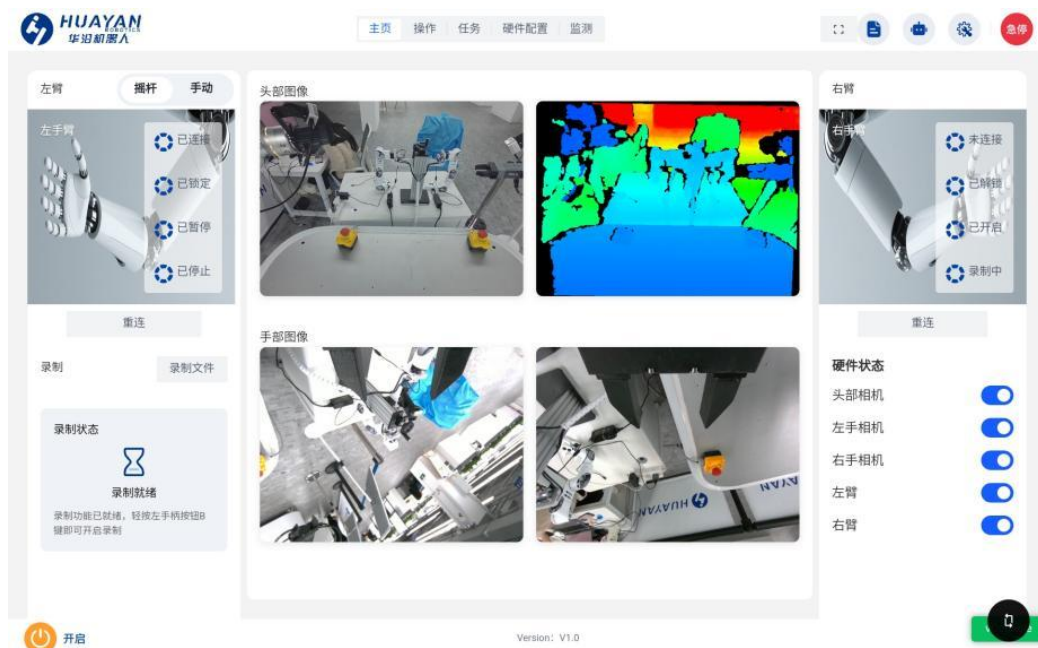 HUAYAN
ROBOTICS
华沿机器人
主页 操作 任务 硬件配置 监测
急停
左臂 摇杆 手动
左手臂
已连接
已锁定
已暂停
已停止
重连
录制 录制文件
录制状态
录制就绪
录制功能已就绪，轻按左手柄按钮B
键即可开启录制
头部图像
手部图像
HUAYAN
HUAYAN
右臂
右手臂
未连接
已解锁
已开启
录制中
重连
硬件状态
头部相机
左手相机
右手相机
左臂
右臂
开启
Version： V1.0